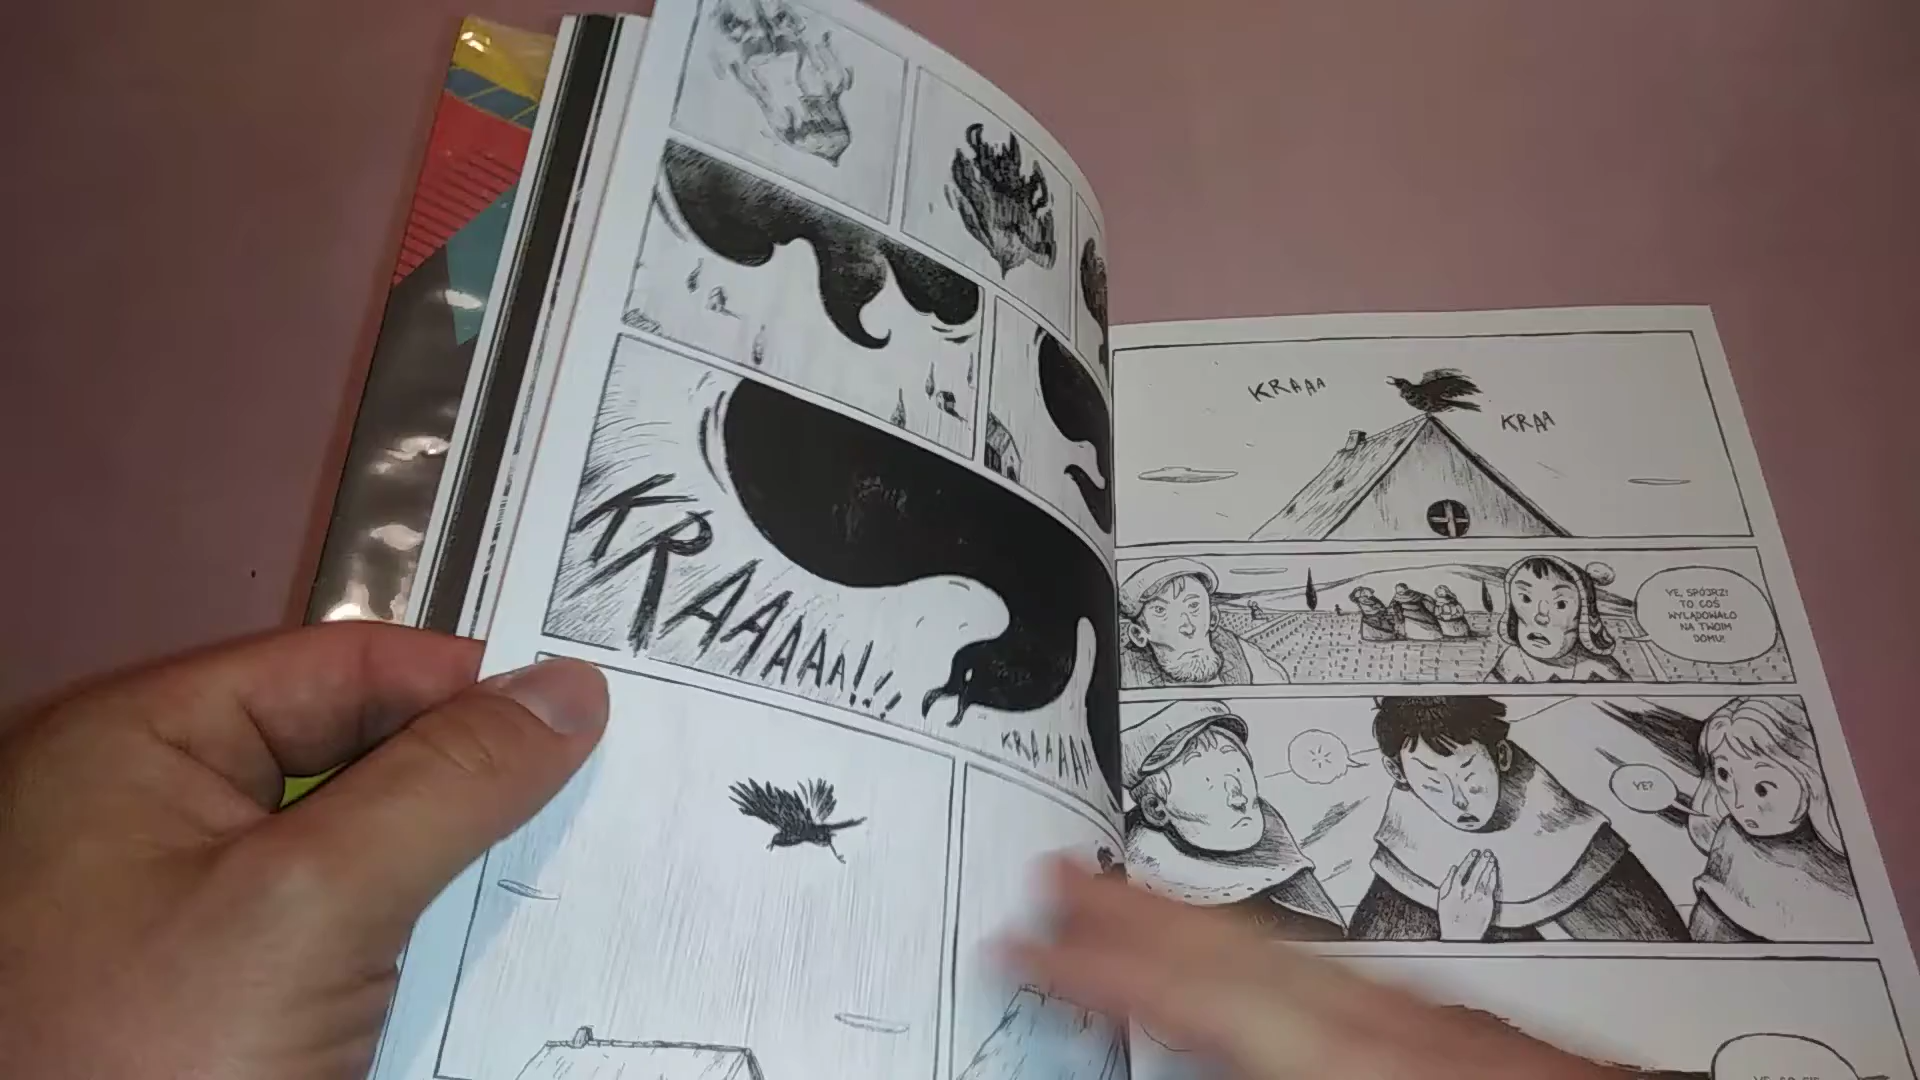 KRAAAAA!!!
KRAAAAA
KRAAA
KRAA
YE, SPÓJRZ!
TO COŚ
WYLĄDOWAŁO
NA TWOIM
DOMU!
YE?